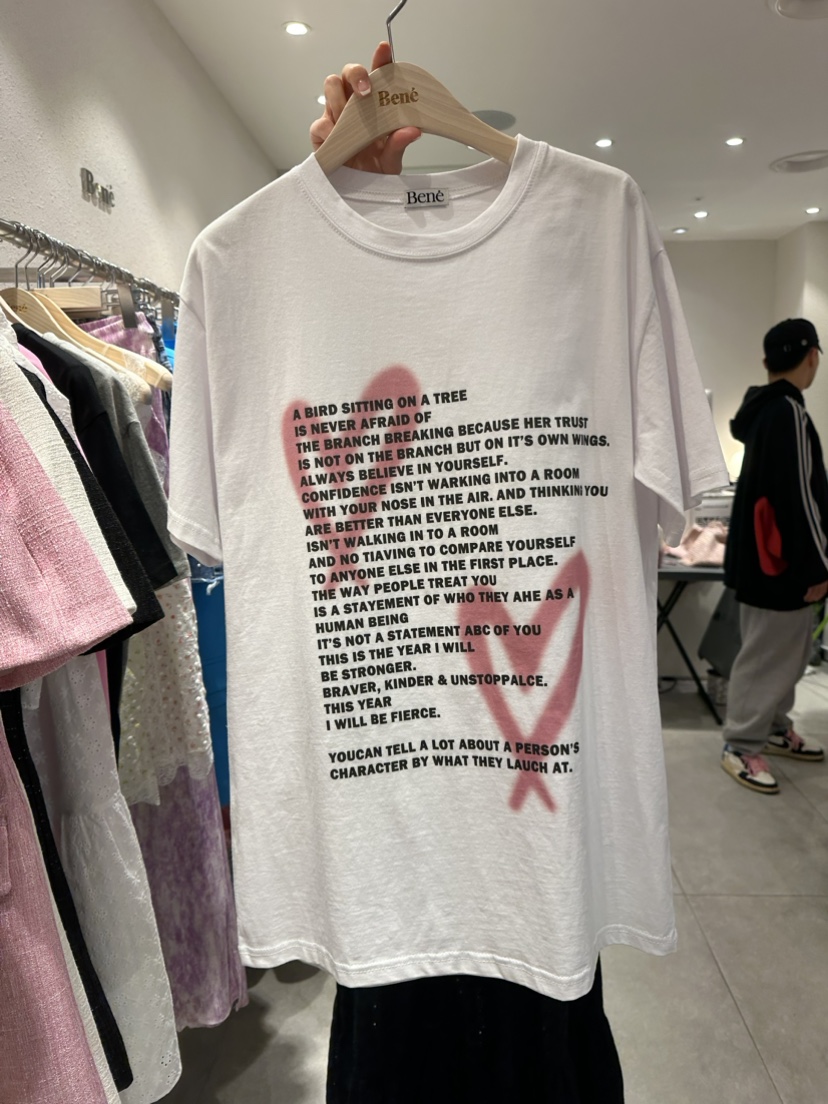 Bené
Bené
Bené
Bené
A BIRD SITTING ON A TREE
IS NEVER AFRAID OF
THE BRANCH BREAKING BECAUSE HER TRUST
IS NOT ON THE BRANCH BUT ON IT'S OWN WINGS.
ALWAYS BELIEVE IN YOURSELF.
CONFIDENCE ISN'T WARKING INTO A ROOM
WITH YOUR NOSE IN THE AIR. AND THINKING YOU
ARE BETTER THAN EVERYONE ELSE.
ISN'T WALKING IN TO A ROOM
AND NO TIAVING TO COMPARE YOURSELF
TO ANYONE ELSE IN THE FIRST PLACE.
THE WAY PEOPLE TREAT YOU
IS A STAYEMENT OF WHO THEY AHE AS A
HUMAN BEING
IT'S NOT A STATEMENT ABC OF YOU
THIS IS THE YEAR I WILL
BE STRONGER.
BRAVER, KINDER & UNSTOPPALCE.
THIS YEAR
I WILL BE FIERCE.
YOUCAN TELL A LOT ABOUT A PERSON'S
CHARACTER BY WHAT THEY LAUCH AT.